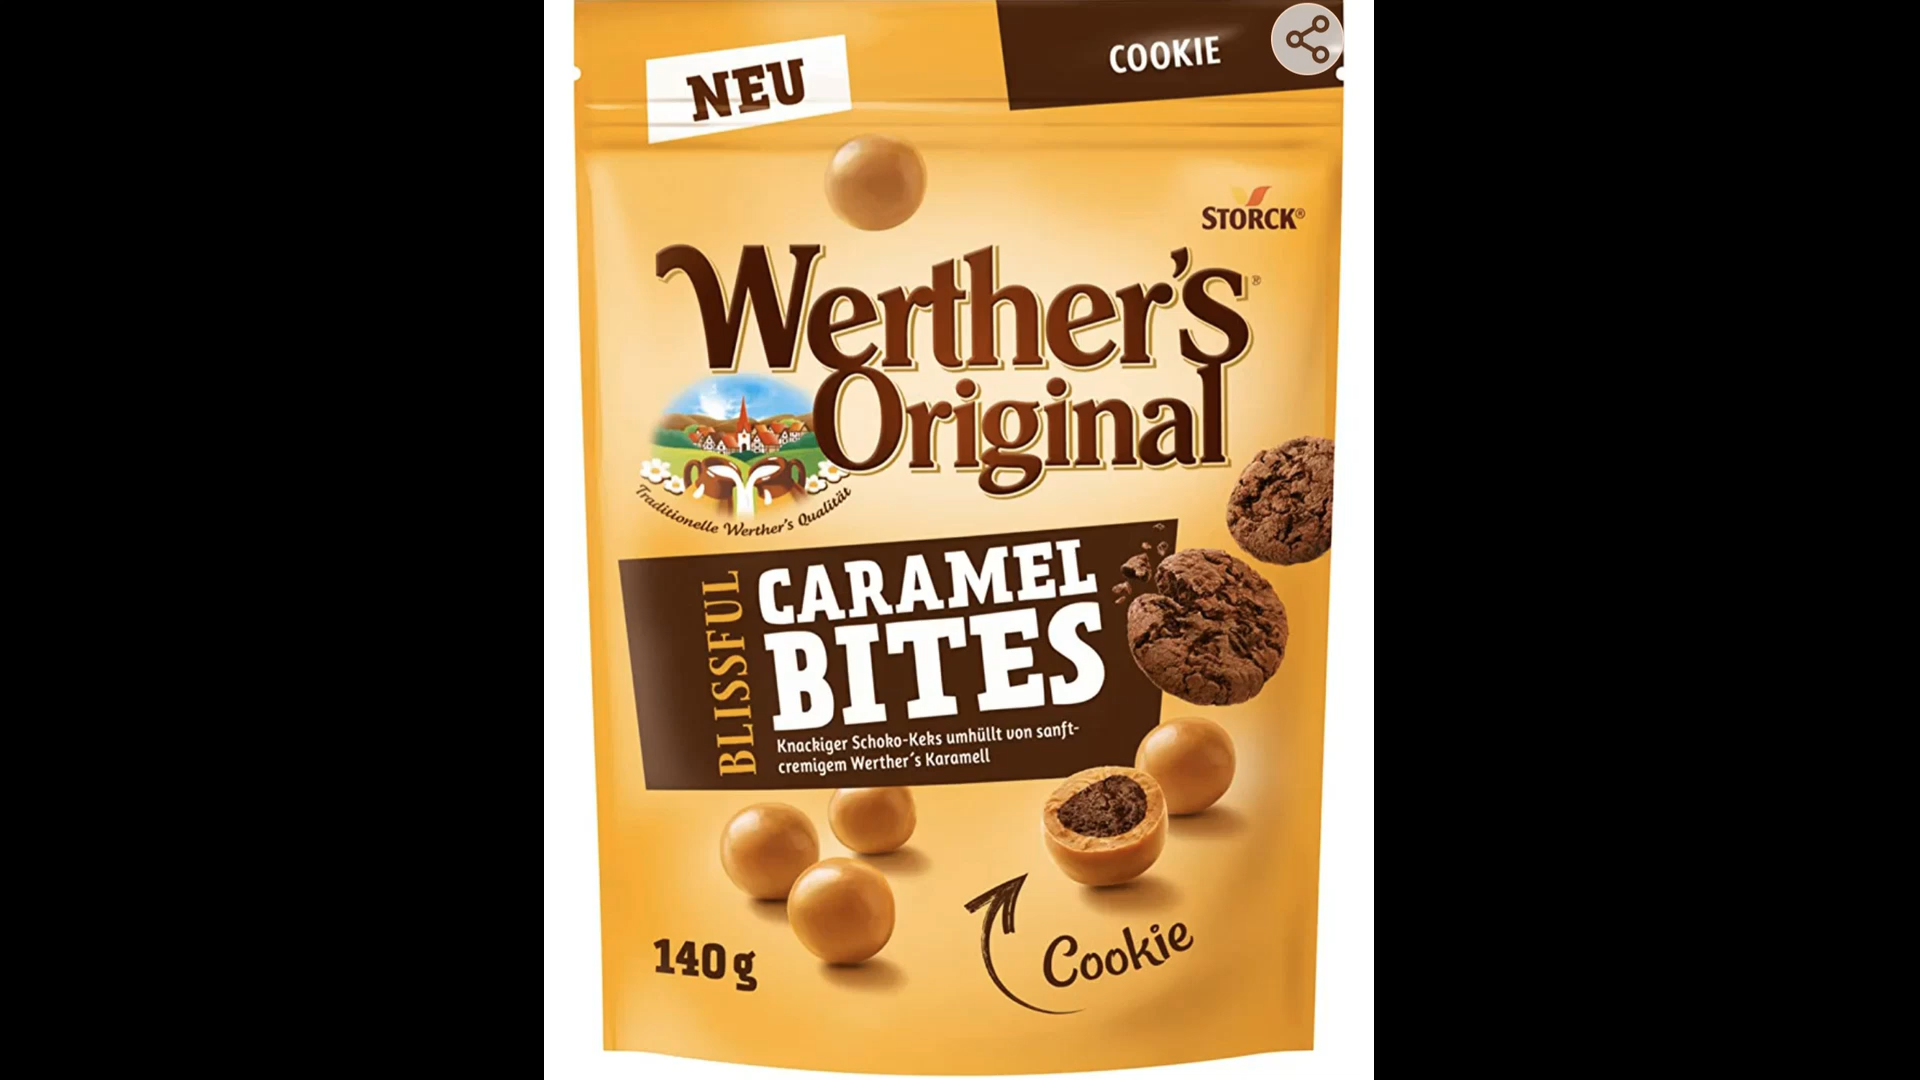 NEU
COOKIE
STORCK®
Werther's®
Original
Traditionelle Werther's Qualität
BLISSFUL
CARAMEL
BITES
Knackiger Schoko-Keks umhüllt von sanft-
cremigem Werther´s Karamell
140 g
Cookie